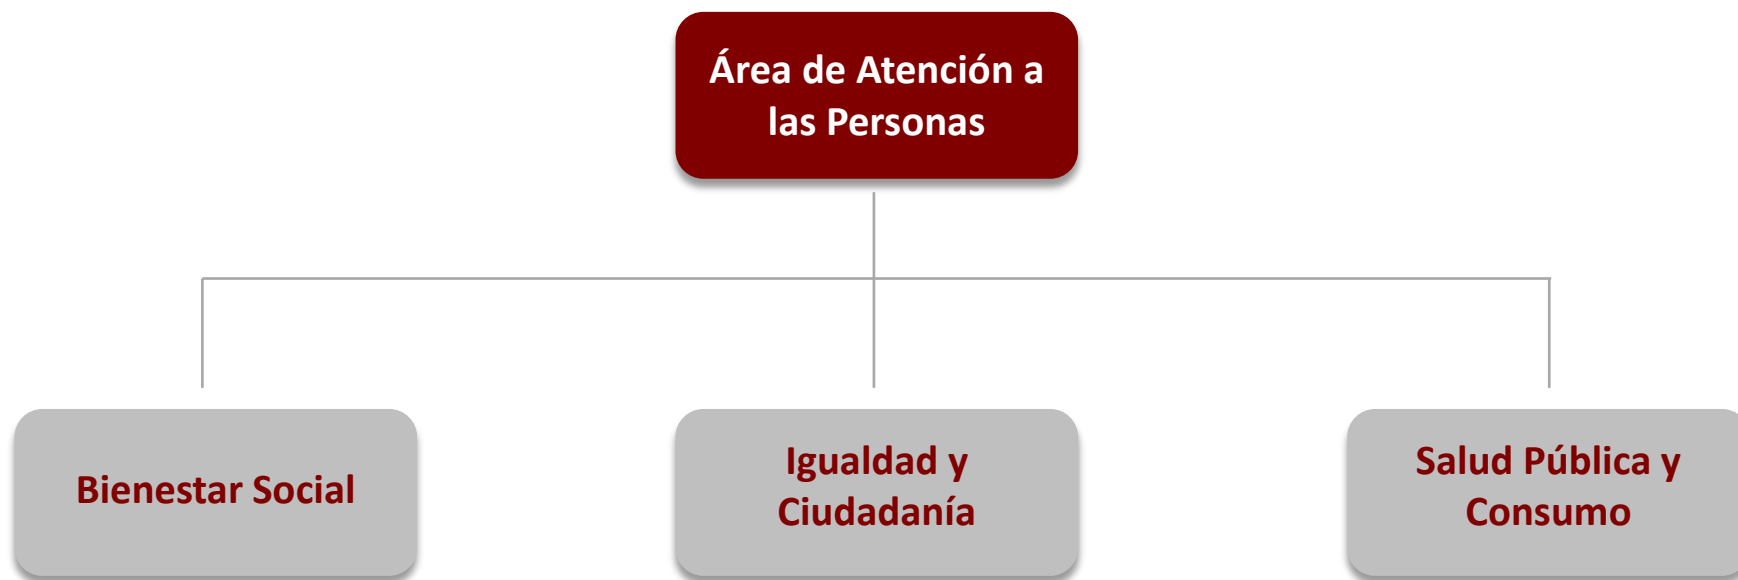 Área de Atención a
las Personas
Bienestar Social
Igualdad y
Ciudadanía
Salud Pública y
Consumo